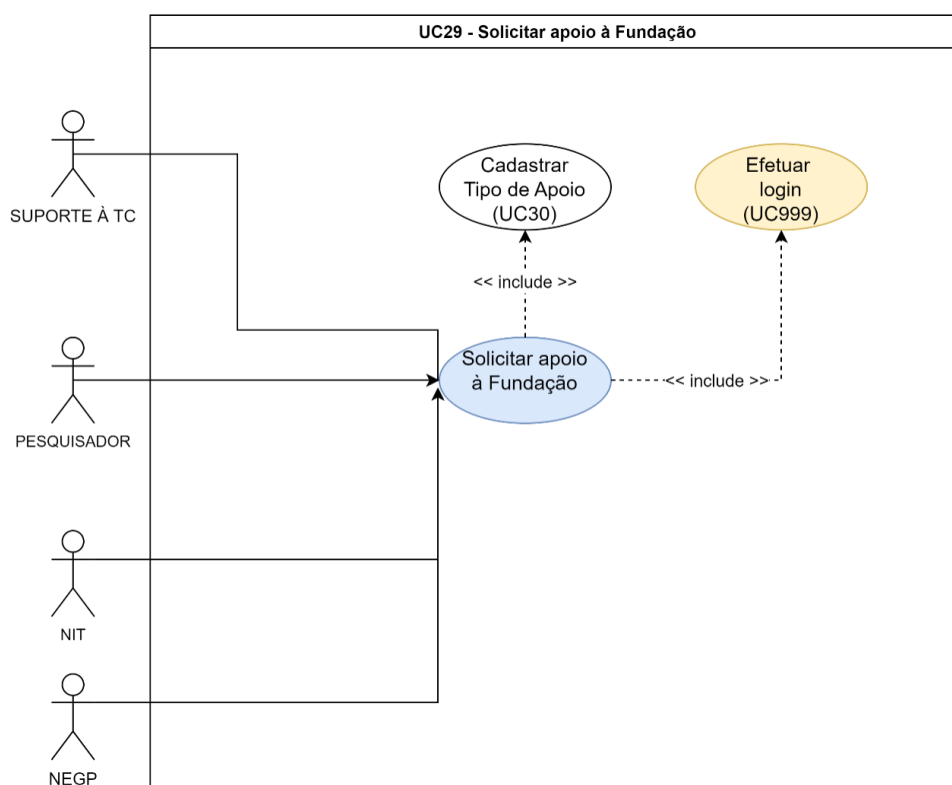 UC29 - Solicitar apoio à Fundação
SUPORTE À TC
Cadastrar
Tipo de Apoio
(UC30)
Efetuar
login
(UC999)
<< include >>
Solicitar apoio
à Fundação
<< include >>
PESQUISADOR
NIT
NEGP